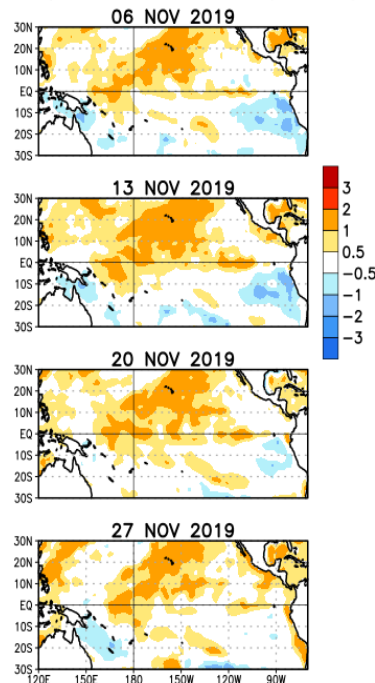 06 NOV 2019
30N
20N
10N
EQ
10S
20S
30S
13 NOV 2019
30N
20N
10N
EQ
10S
20S
30S
3
2
1
0.5
-0.5
-1
-2
-3
20 NOV 2019
30N
20N
10N
EQ
10S
20S
30S
27 NOV 2019
30N
20N
10N
EQ
10S
20S
30S
120E 150E 180 150W 120W 90W